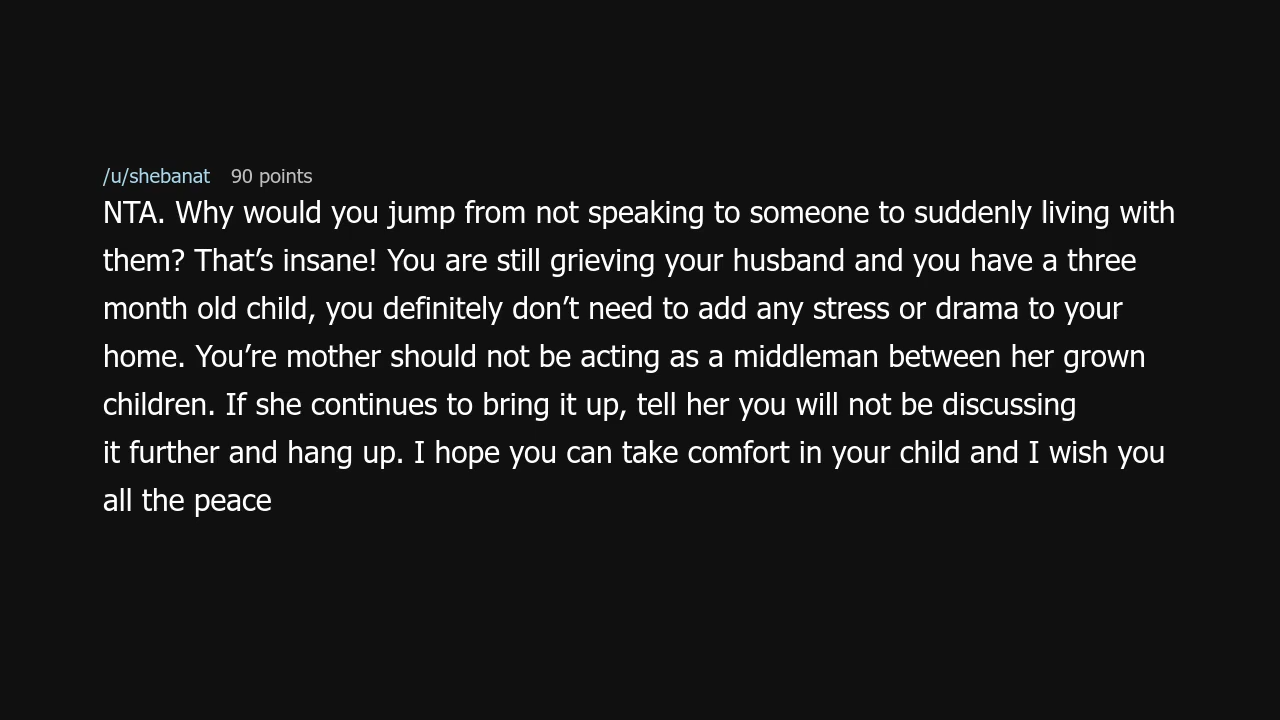 /u/shebanat 90 points
NTA. Why would you jump from not speaking to someone to suddenly living with
them? That’s insane! You are still grieving your husband and you have a three
month old child, you definitely don’t need to add any stress or drama to your
home. You’re mother should not be acting as a middleman between her grown
children. If she continues to bring it up, tell her you will not be discussing
it further and hang up. I hope you can take comfort in your child and I wish you
all the peace